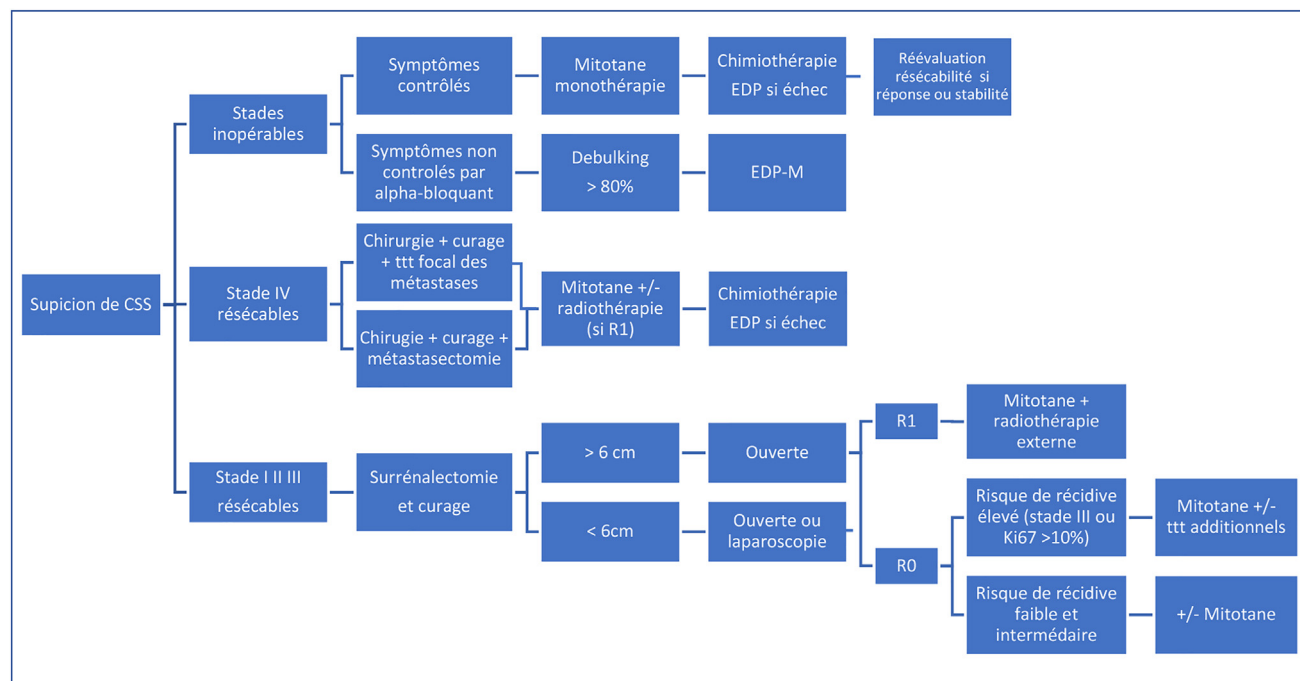 Supicion de CSS
Stades
inopérables
Symptômes
contrôlés
Mitotane
monothérapie
Chimiothérapie
EDP si échec
Réévaluation
résécabilité si
réponse ou stabilité
Symptômes non
controlés par
alpha-bloquant
Debulking
> 80%
EDP-M
Stade IV
résécables
Chirurgie + curage
+ ttt focal des
métastases
Chirugie + curage +
métastasectomie
Mitotane +/-
radiothérapie
(si R1)
Chimiothérapie
EDP si échec
Stade I II III
résécables
Surrénalectomie
et curage
> 6 cm
Ouverte
< 6cm
Ouverte ou
laparoscopie
R1
Mitotane +
radiothérapie
externe
R0
Risque de récidive
élevé (stade III ou
Ki67 >10%)
Mitotane +/-
ttt additionnels
Risque de récidive
faible et
intermédaire
+/- Mitotane